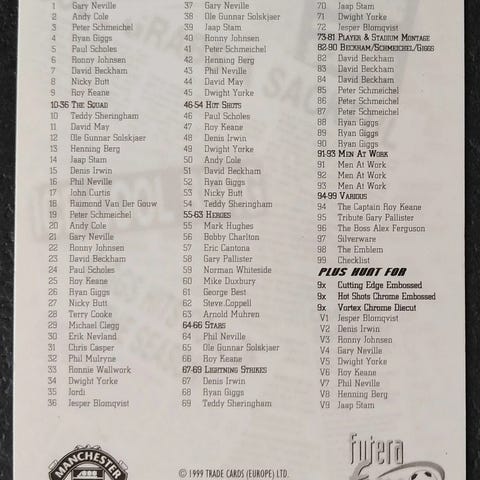 1 Gary Neville
2 Andy Cole
3 Peter Schmeichel
4 Ryan Giggs
5 Paul Scholes
6 Ronny Johnsen
7 David Beckham
8 Nicky Butt
9 Roy Keane
10-36 THE SQUAD
10 Teddy Sheringham
11 David May
12 Ole Gunnar Solskjaer
13 Henning Berg
14 Jaap Stam
15 Denis Irwin
16 Phil Neville
17 John Curtis
18 Raimond Van Der Gouw
19 Peter Schmeichel
20 Andy Cole
21 Gary Neville
22 Ronny Johnsen
23 David Beckham
24 Paul Scholes
25 Roy Keane
26 Ryan Giggs
27 Nicky Butt
28 Terry Cooke
29 Michael Clegg
30 Erik Nevland
31 Chris Casper
32 Phil Mulryne
33 Ronnie Wallwork
34 Dwight Yorke
35 Jordi
36 Jesper Blomqvist
37 Gary Neville
38 Ole Gunnar Solskjaer
39 Jaap Stam
40 Ronny Johnsen
41 Peter Schmeichel
42 Henning Berg
43 Phil Neville
44 David May
45 Dwight Yorke
46-54 HOT SHOTS
46 Paul Scholes
47 Roy Keane
48 Denis Irwin
49 Dwight Yorke
50 Andy Cole
51 David Beckham
52 Ryan Giggs
53 Nicky Butt
54 Teddy Sheringham
55-63 HEROES
55 Mark Hughes
56 Bobby Charlton
57 Eric Cantona
58 Gary Pallister
59 Norman Whiteside
60 Mike Duxbury
61 George Best
62 Steve Coppell
63 Arnold Muhren
64-66 STARS
64 Phil Neville
65 Ole Gunnar Solskjaer
66 Roy Keane
67-69 LIGHTNING STRIKES
67 Denis Irwin
68 Ryan Giggs
69 Teddy Sheringham
70 Jaap Stam
71 Dwight Yorke
72 Jesper Blomqvist
73-81 PLAYER & STADIUM MONTAGE
82-90 BECKHAM/SCHMEICHEL/GIGGS
82 David Beckham
83 David Beckham
84 David Beckham
85 Peter Schmeichel
86 Peter Schmeichel
87 Peter Schmeichel
88 Ryan Giggs
89 Ryan Giggs
90 Ryan Giggs
91-93 MEN AT WORK
91 Men At Work
92 Men At Work
93 Men At Work
94-99 VARIOUS
94 The Captain Roy Keane
95 Tribute Gary Pallister
96 The Boss Alex Ferguson
97 Silverware
98 The Emblem
99 Checklist
PLUS HUNT FOR
9x Cutting Edge Embossed
9x Hot Shots Chrome Embossed
9x Vortex Chrome Diecut
V1 Jesper Blomqvist
V2 Denis Irwin
V3 Ronny Johnsen
V4 Gary Neville
V5 Dwight Yorke
V6 Roy Keane
V7 Phil Neville
V8 Henning Berg
V9 Jaap Stam
MANCHESTER
© 1999 TRADE CARDS (EUROPE) LTD.
futera